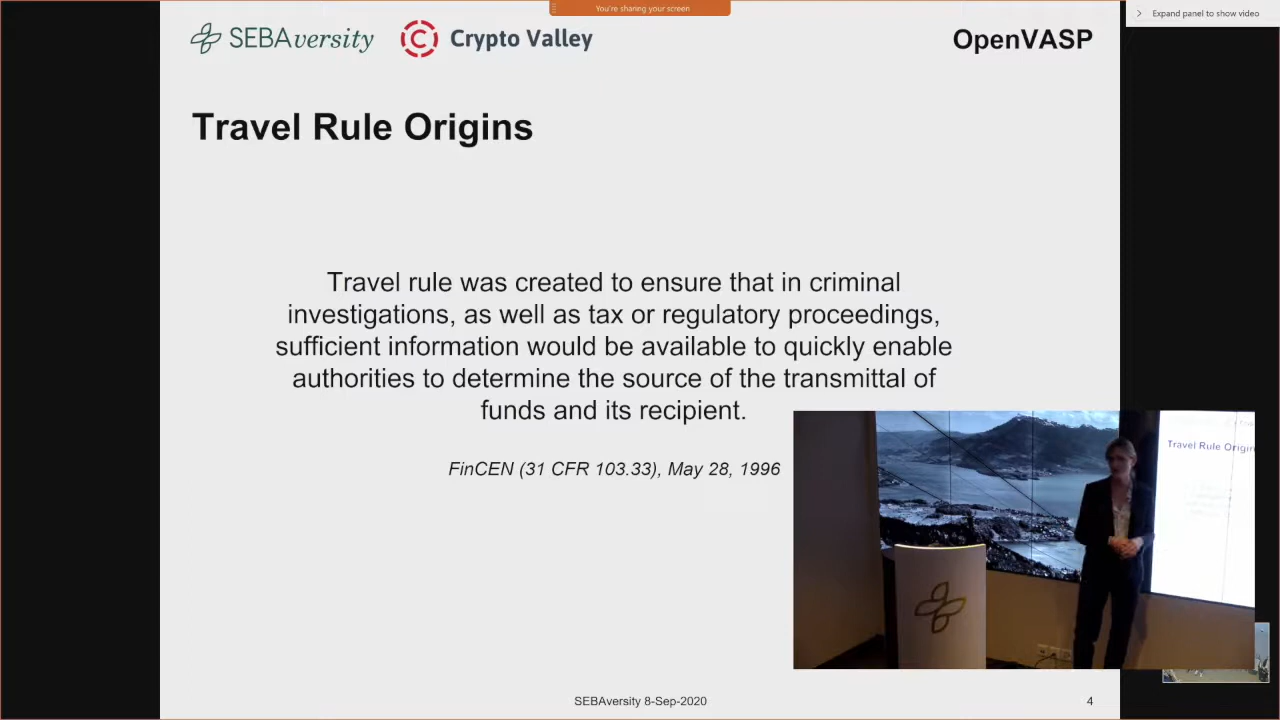 You're sharing your screen
Expand panel to show video
SEBAversity
Crypto Valley
OpenVASP
Travel Rule Origins
Travel rule was created to ensure that in criminal
investigations, as well as tax or regulatory proceedings,
sufficient information would be available to quickly enable
authorities to determine the source of the transmittal of
funds and its recipient.
FinCEN (31 CFR 103.33), May 28, 1996
Travel Rule Origin
SEBAversity 8-Sep-2020
4